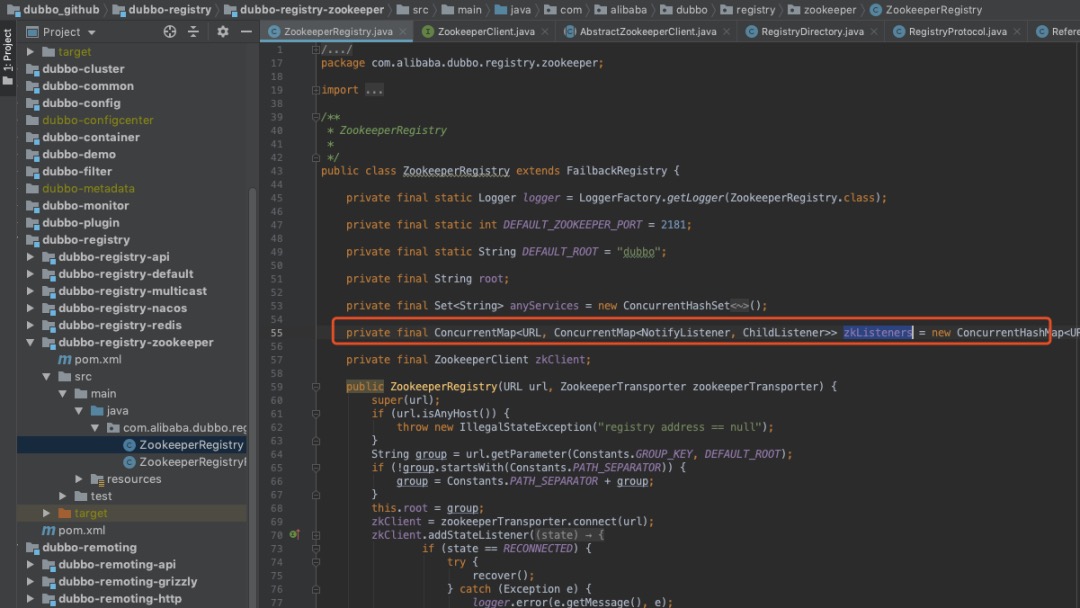 dubbo_github dubbo-registry dubbo-registry-zookeeper src main java com alibaba dubbo registry zookeeper ZookeeperRegistry
1: Project
Project
ZookeeperRegistry.java ZookeeperClient.java AbstractZookeeperClient.java RegistryDirectory.java RegistryProtocol.java Refere
target
dubbo-cluster
dubbo-common
dubbo-config
dubbo-configcenter
dubbo-container
dubbo-demo
dubbo-filter
dubbo-metadata
dubbo-monitor
dubbo-plugin
dubbo-registry
dubbo-registry-api
dubbo-registry-default
dubbo-registry-multicast
dubbo-registry-nacos
dubbo-registry-redis
dubbo-registry-zookeeper
pom.xml
src
main
java
com.alibaba.dubbo.reg
ZookeeperRegistry
ZookeeperRegistryF
resources
test
target
pom.xml
dubbo-remoting
dubbo-remoting-api
dubbo-remoting-grizzly
dubbo-remoting-http
1 /.../
17 package com.alibaba.dubbo.registry.zookeeper;
18
19 import ...
38
39 /**
40 * ZookeeperRegistry
41 *
42 */
43 public class ZookeeperRegistry extends FailbackRegistry {
44
45 private final static Logger logger = LoggerFactory.getLogger(ZookeeperRegistry.class);
46
47 private final static int DEFAULT_ZOOKEEPER_PORT = 2181;
48
49 private final static String DEFAULT_ROOT = "dubbo";
50
51 private final String root;
52
53 private final Set<String> anyServices = new ConcurrentHashSet<~>();
54
55 private final ConcurrentMap<URL, ConcurrentMap<NotifyListener, ChildListener>> zkListeners = new ConcurrentHashMap<UR
56
57 private final ZookeeperClient zkClient;
58
59 public ZookeeperRegistry(URL url, ZookeeperTransporter zookeeperTransporter) {
60 super(url);
61 if (url.isAnyHost()) {
62 throw new IllegalStateException("registry address == null");
63 }
64 String group = url.getParameter(Constants.GROUP_KEY, DEFAULT_ROOT);
65 if (!group.startsWith(Constants.PATH_SEPARATOR)) {
66 group = Constants.PATH_SEPARATOR + group;
67 }
68 this.root = group;
69 zkClient = zookeeperTransporter.connect(url);
70 zkClient.addStateListener((state) → {
73 if (state == RECONNECTED) {
74 try {
75 recover();
76 } catch (Exception e) {
77 logger.error(e.getMessage(), e);